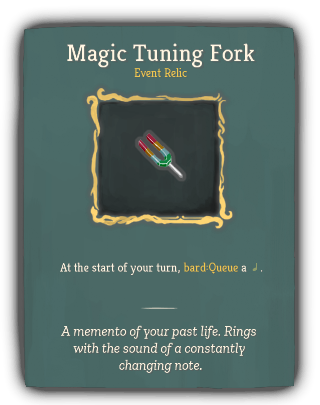 Magic Tuning Fork
Event Relic
At the start of your turn, bard:Queue a ♩.
A memento of your past life. Rings
with the sound of a constantly
changing note.